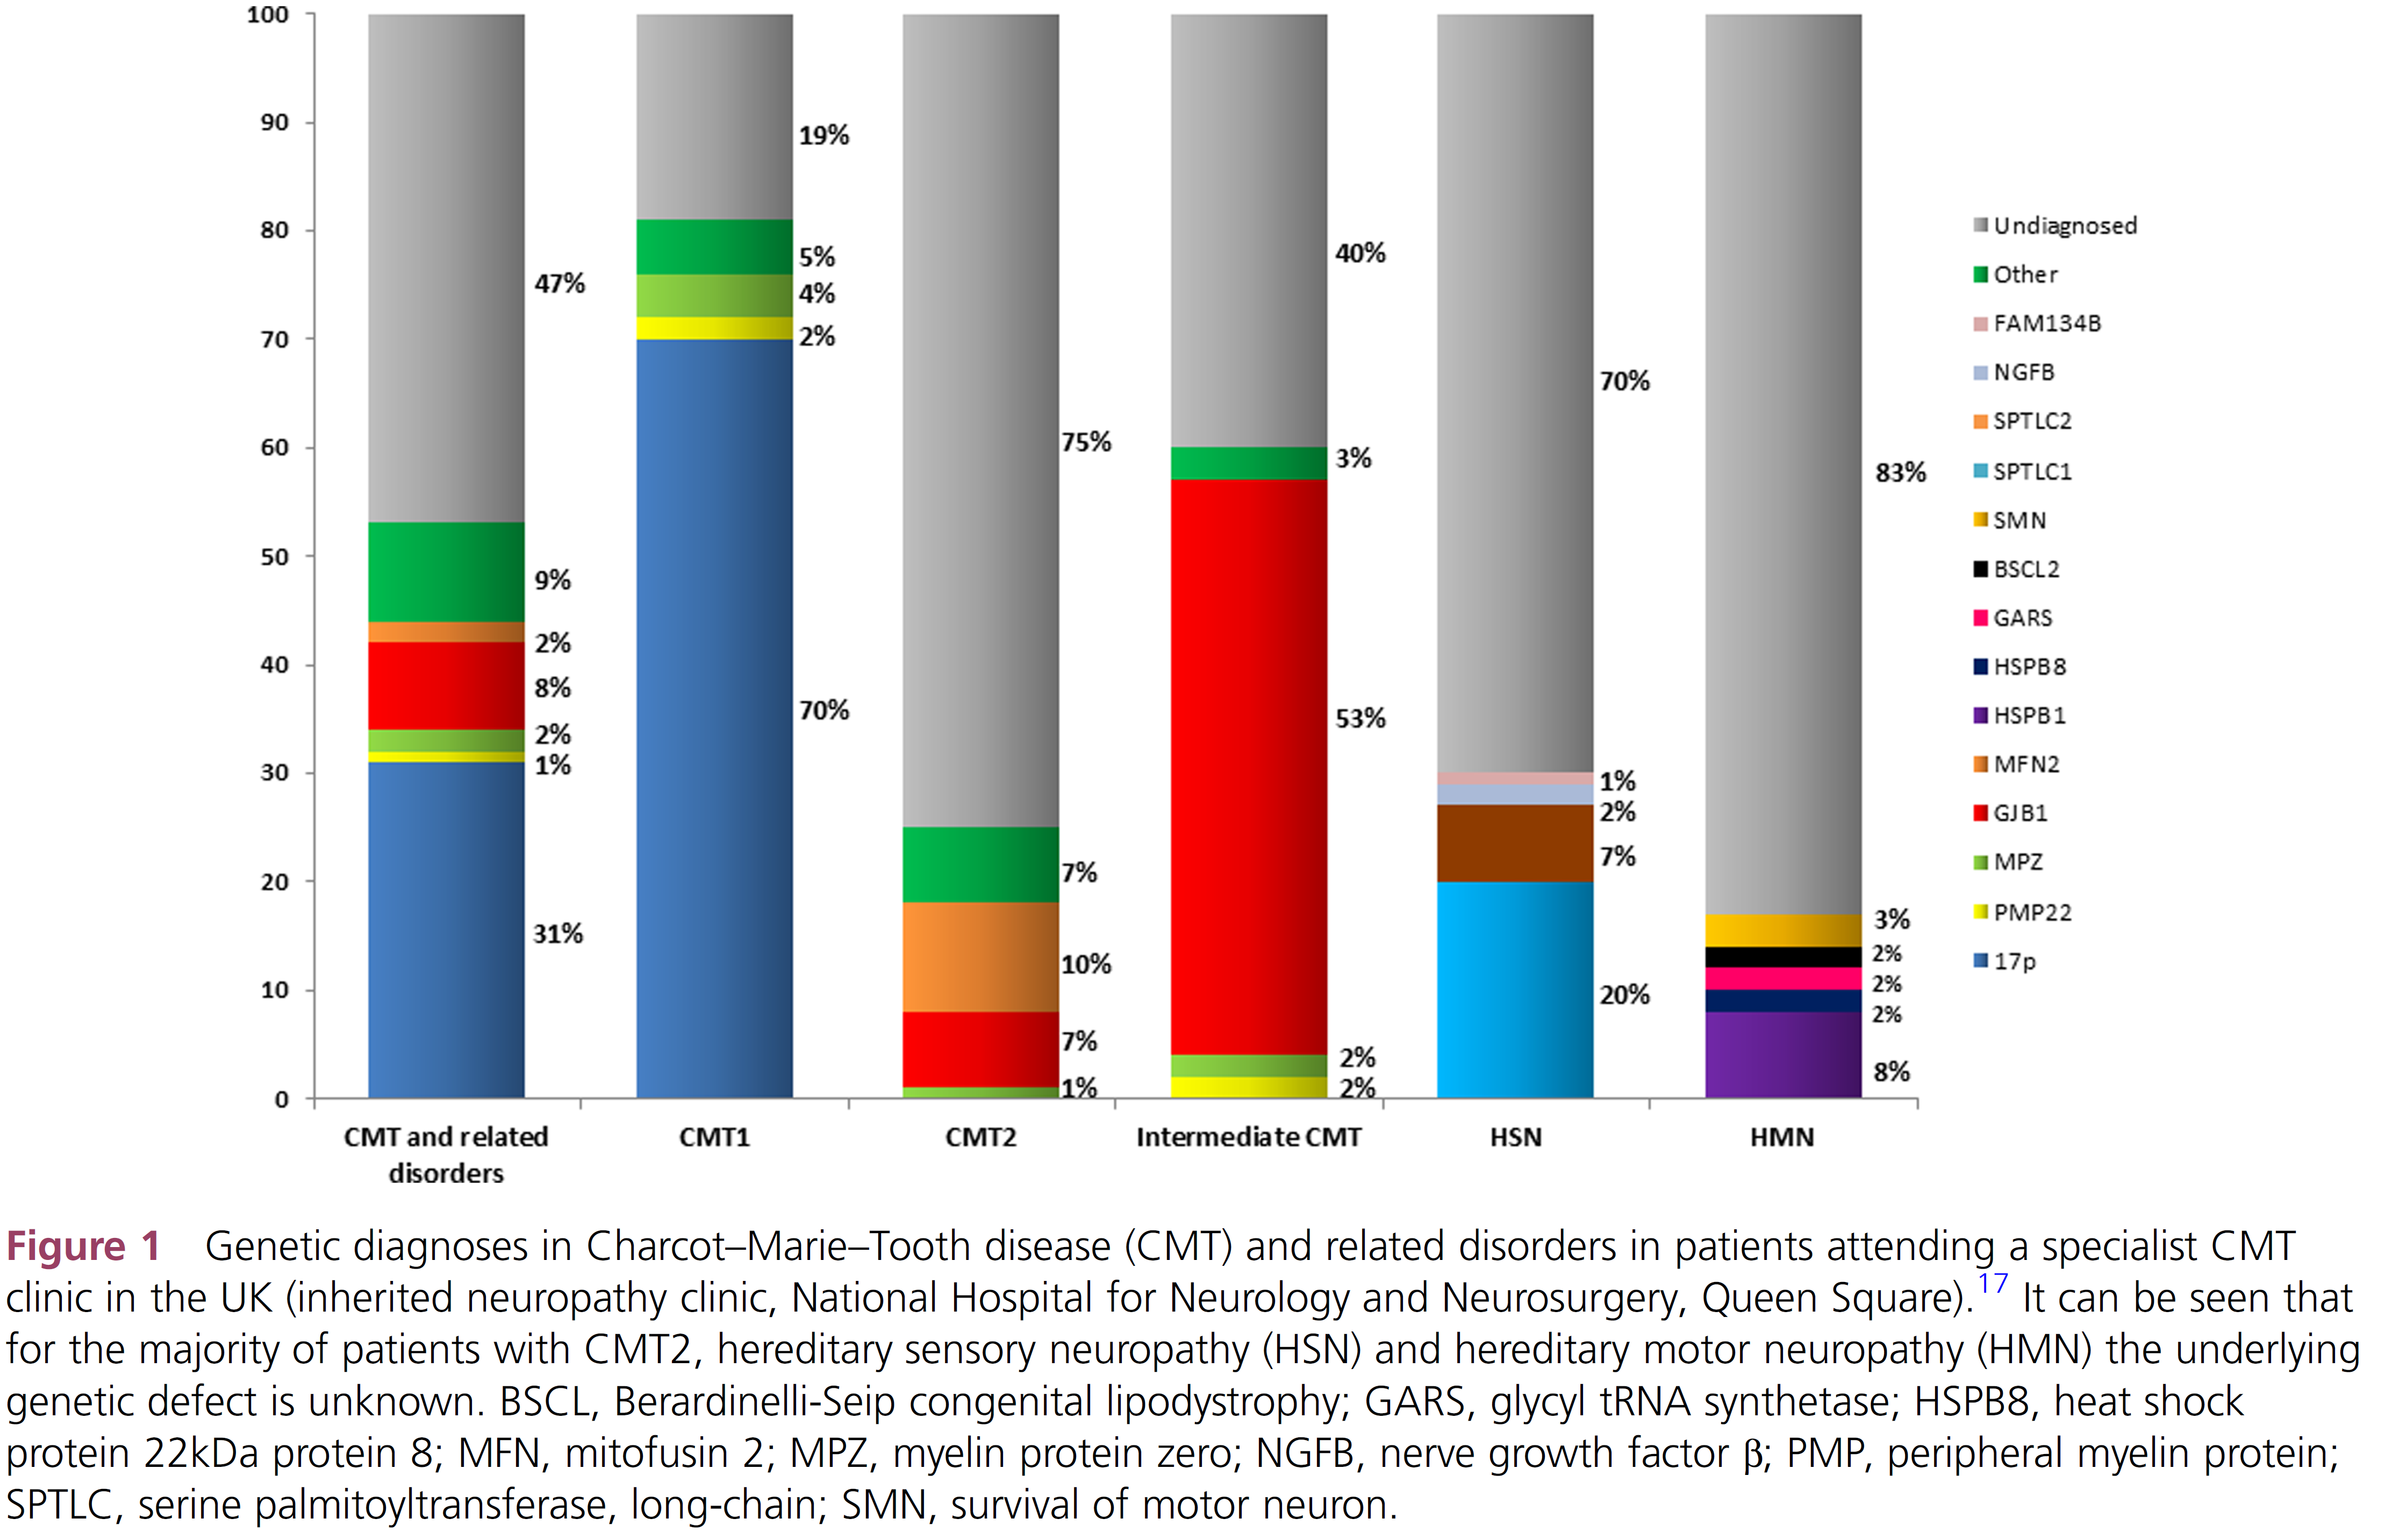 100
90
80
70
60
50
40
30
20
10
0
47%
9%
2%
8%
2%
1%
31%
19%
5%
4%
2%
70%
75%
7%
10%
7%
1%
40%
3%
53%
2%
2%
70%
1%
2%
7%
20%
83%
3%
2%
2%
2%
8%
CMT and related
disorders
CMT1
CMT2
Intermediate CMT
HSN
HMN
Undiagnosed
Other
FAM134B
NGFB
SPTLC2
SPTLC1
SMN
BSCL2
GARS
HSPB8
HSPB1
MFN2
GJB1
MPZ
PMP22
17p
Figure 1 Genetic diagnoses in Charcot–Marie–Tooth disease (CMT) and related disorders in patients attending a specialist CMT
clinic in the UK (inherited neuropathy clinic, National Hospital for Neurology and Neurosurgery, Queen Square).17 It can be seen that
for the majority of patients with CMT2, hereditary sensory neuropathy (HSN) and hereditary motor neuropathy (HMN) the underlying
genetic defect is unknown. BSCL, Berardinelli-Seip congenital lipodystrophy; GARS, glycyl tRNA synthetase; HSPB8, heat shock
protein 22kDa protein 8; MFN, mitofusin 2; MPZ, myelin protein zero; NGFB, nerve growth factor β; PMP, peripheral myelin protein;
SPTLC, serine palmitoyltransferase, long-chain; SMN, survival of motor neuron.